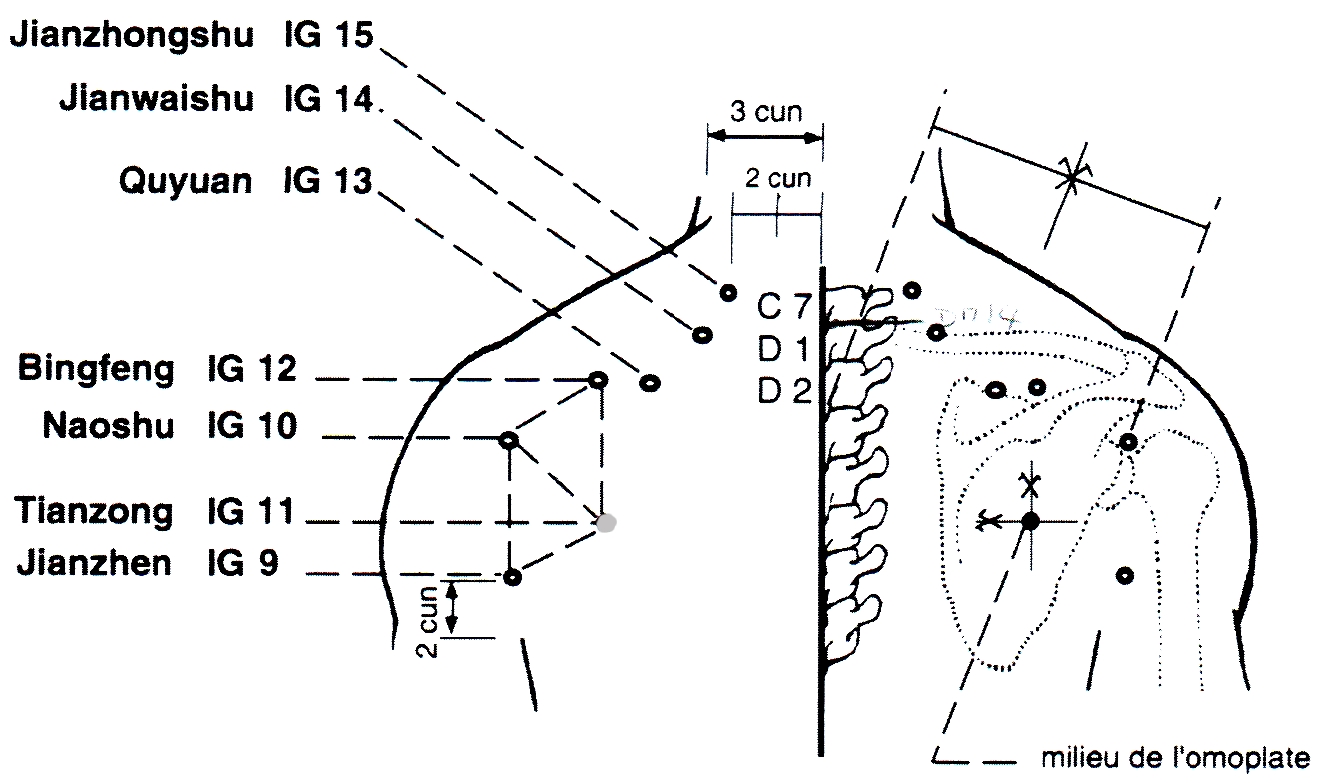 Jianzhongshu IG 15
Jianwaishu IG 14
Quyuan IG 13
Bingfeng IG 12
Naoshu IG 10
Tianzong IG 11
Jianzhen IG 9
2 cun
3 cun
2 cun
C 7
D 1
D 2
milieu de l'omoplate